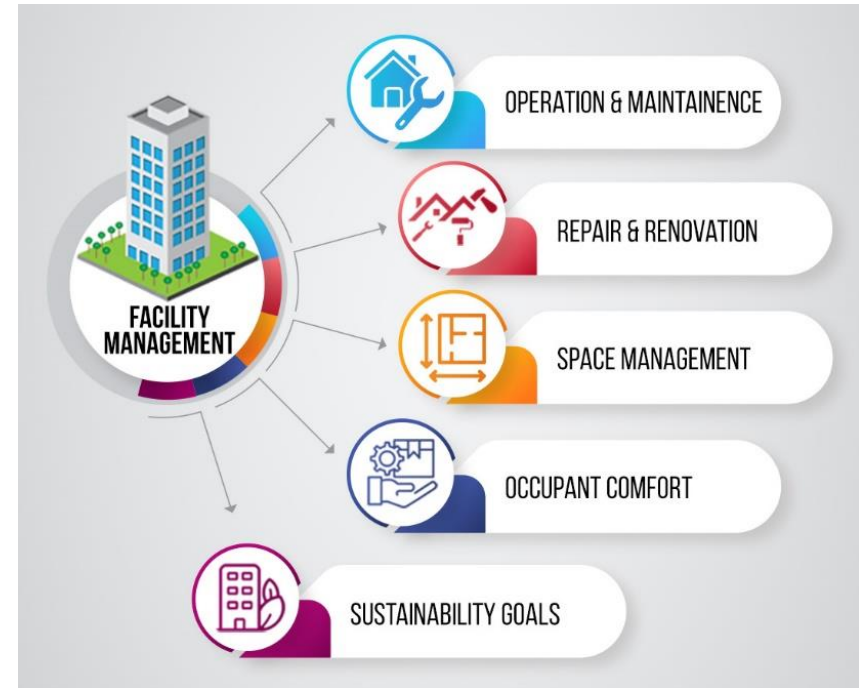 FACILITY
MANAGEMENT
OPERATION & MAINTAINENCE
REPAIR & RENOVATION
SPACE MANAGEMENT
OCCUPANT COMFORT
SUSTAINABILITY GOALS